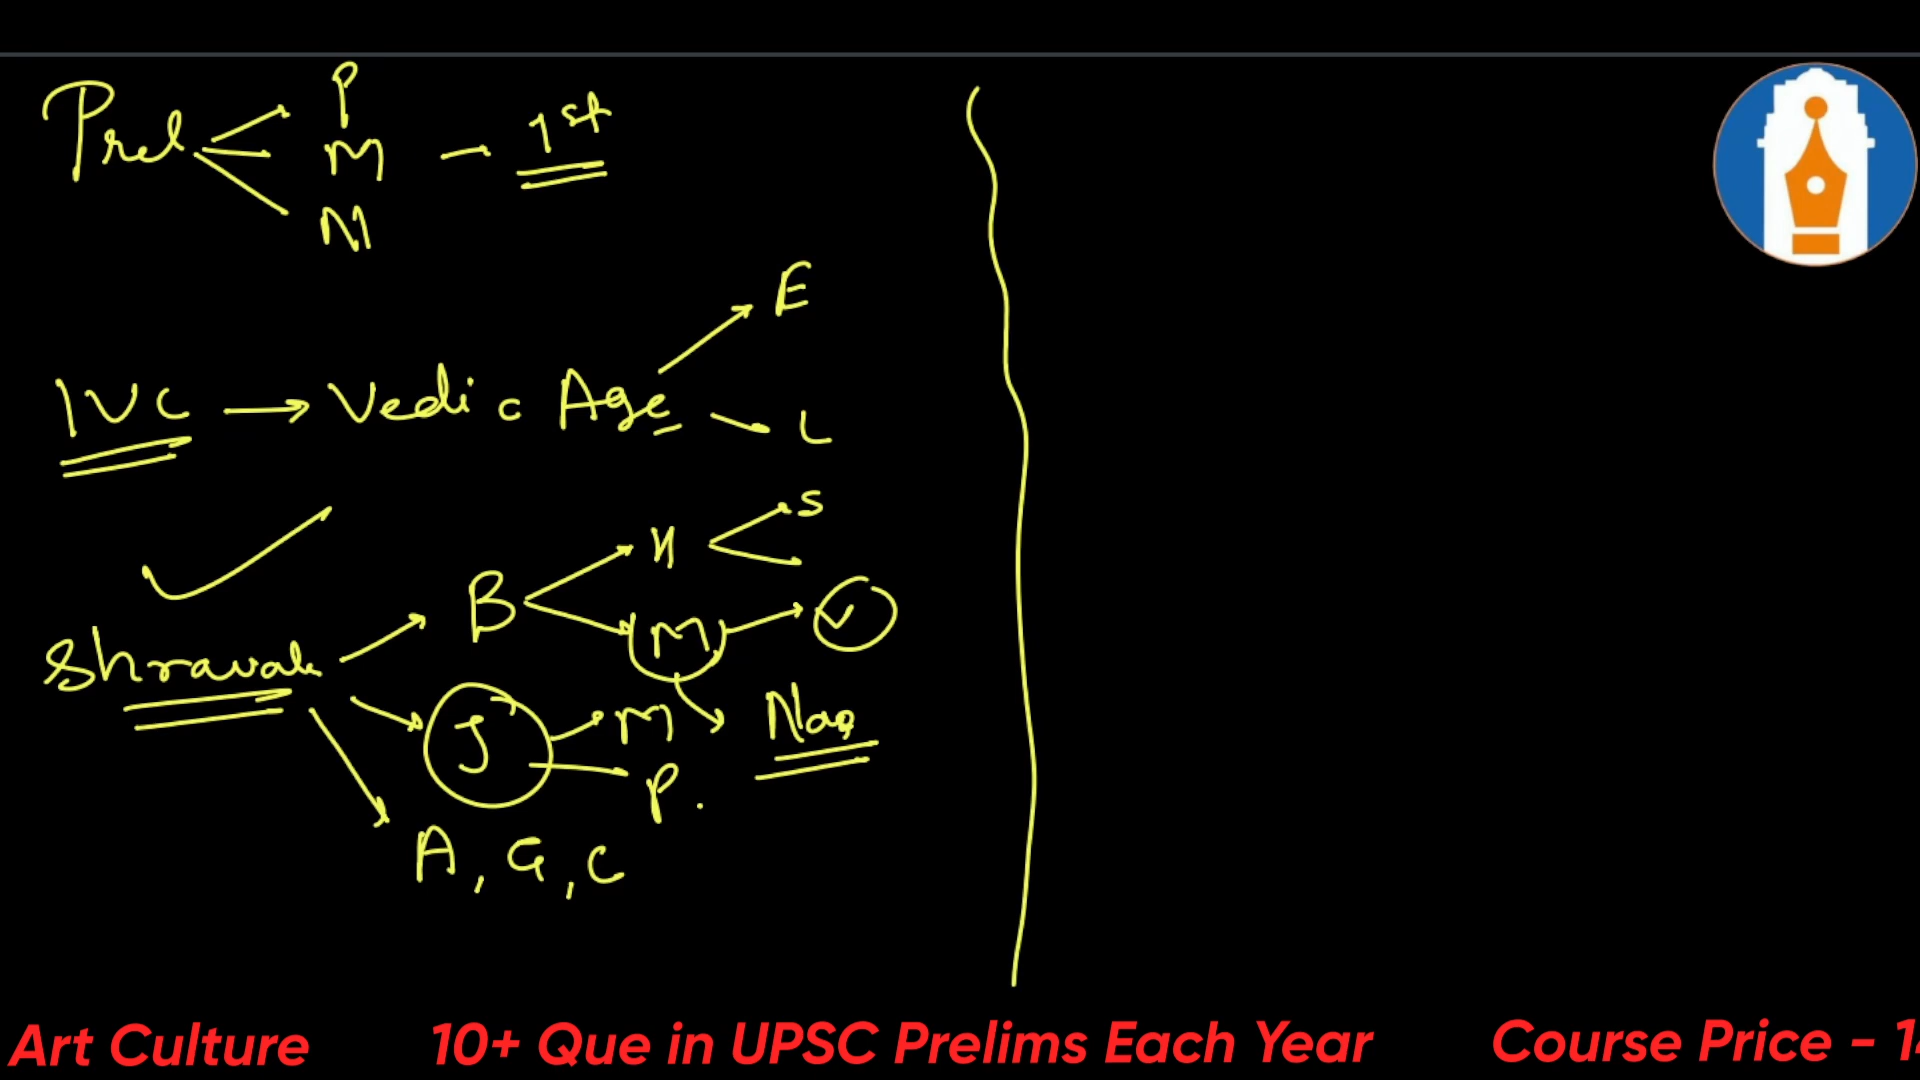 P
Prel M – 1st
N
E
IVC → Vedic Age
L
S
B H
M
Shravak
J M Nag
P.
A, G, C
Art Culture 10+ Que in UPSC Prelims Each Year Course Price - 1